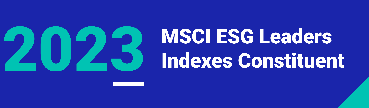 2023
MSCI ESG Leaders
Indexes Constituent